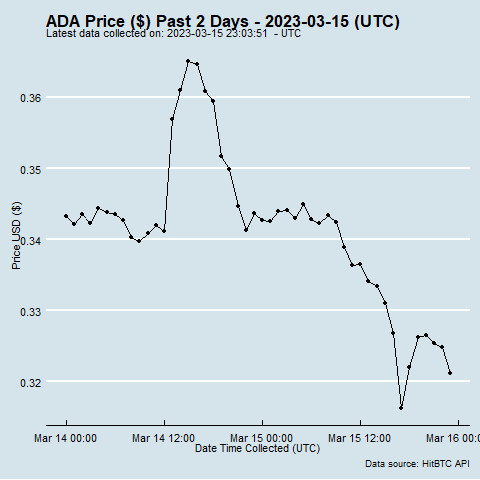 ADA Price ($) Past 2 Days - 2023-03-15 (UTC)
Latest data collected on: 2023-03-15 23:03:51 - UTC
0.36
0.35
0.34
0.33
0.32
Price USD ($)
Mar 14 00:00 Mar 14 12:00 Mar 15 00:00 Mar 15 12:00 Mar 16 00:00
Date Time Collected (UTC)
Data source: HitBTC API